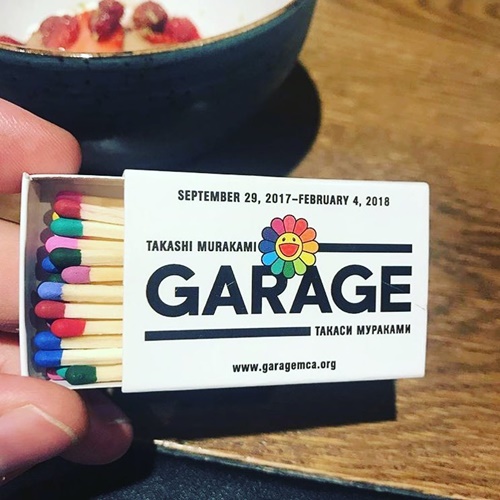 SEPTEMBER 29, 2017–FEBRUARY 4, 2018
TAKASHI MURAKAMI
GARAGE
ТАКАСИ МУРАКАМИ
www.garagemca.org